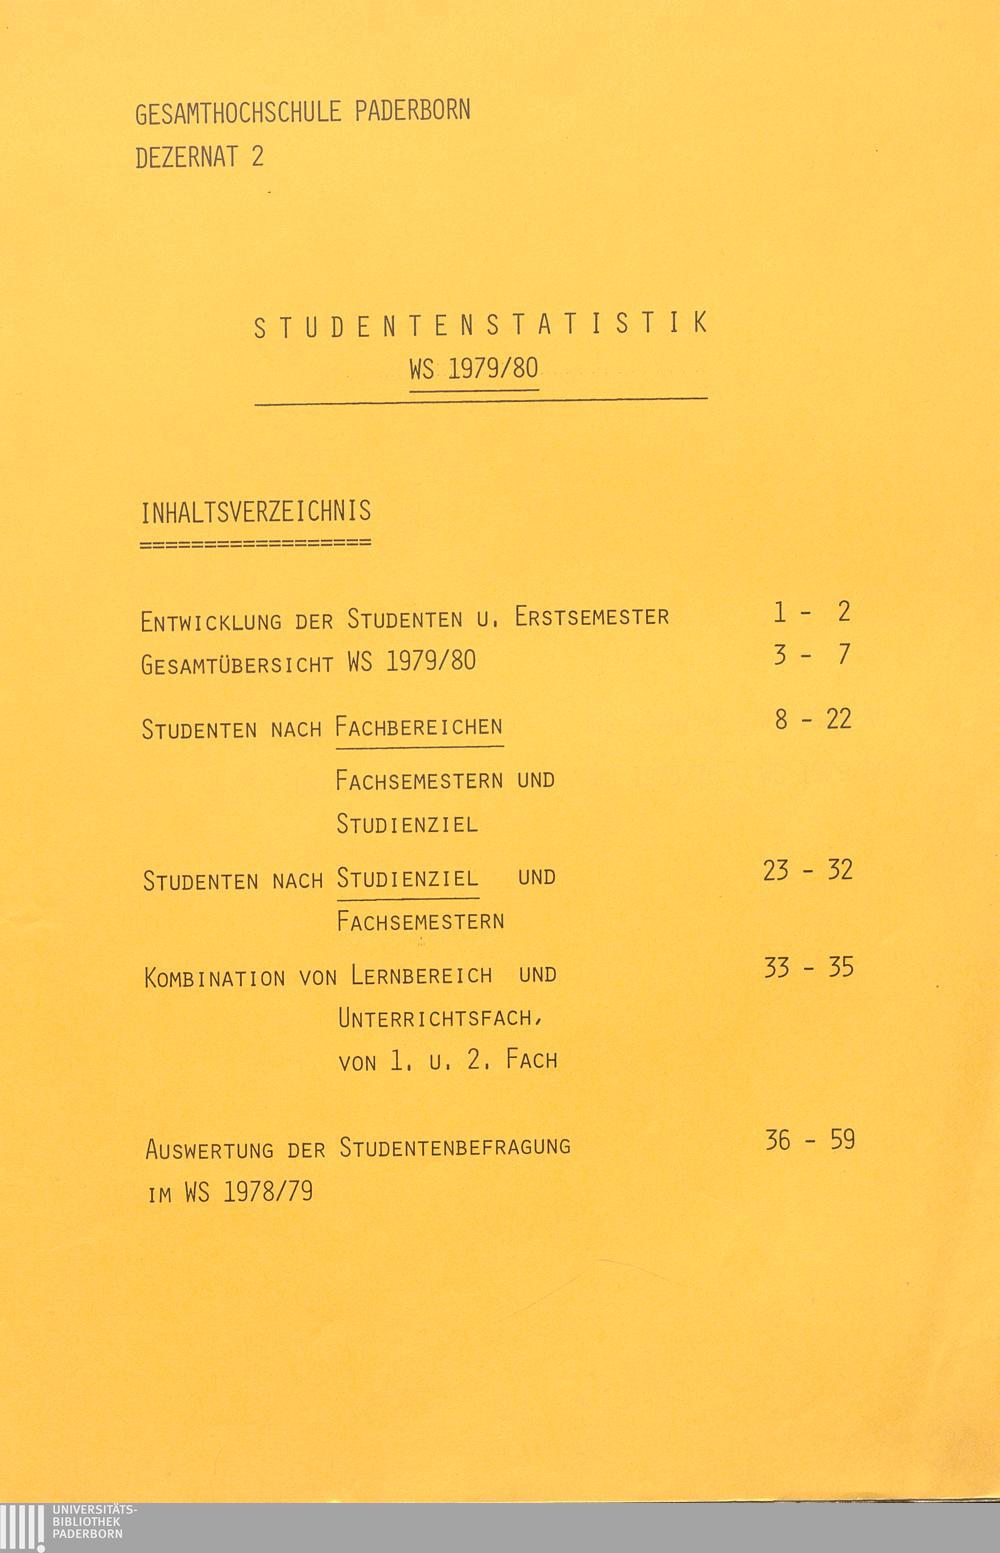 GESAMTHOCHSCHULE PADERBORN
DEZERNAT 2
STUDENTENSTATISTIK
WS 1979/80
INHALTSVERZEICHNIS
==================
ENTWICKLUNG DER STUDENTEN U. ERSTSEMESTER 1 - 2
GESAMTÜBERSICHT WS 1979/80 3 - 7
STUDENTEN NACH FACHBEREICHEN 8 - 22
FACHSEMESTERN UND
STUDIENZIEL
STUDENTEN NACH STUDIENZIEL UND 23 - 32
FACHSEMESTERN
KOMBINATION VON LERNBEREICH UND 33 - 35
UNTERRICHTSFACH,
VON 1. U. 2. FACH
AUSWERTUNG DER STUDENTENBEFRAGUNG 36 - 59
IM WS 1978/79
UNIVERSITÄTS-
BIBLIOTHEK
PADERBORN